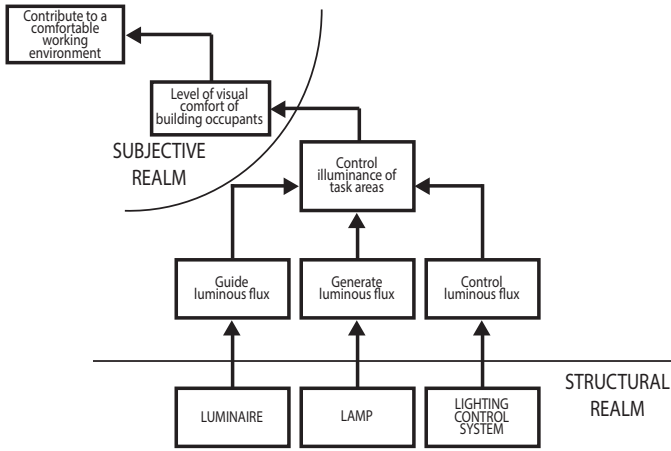 Contribute to a
comfortable
working
environment
Level of visual
comfort of
building occupants
SUBJECTIVE
REALM
Control
illuminance of
task areas
Guide
luminous flux
Generate
luminous flux
Control
luminous flux
STRUCTURAL
REALM
LUMINAIRE
LAMP
LIGHTING
CONTROL
SYSTEM